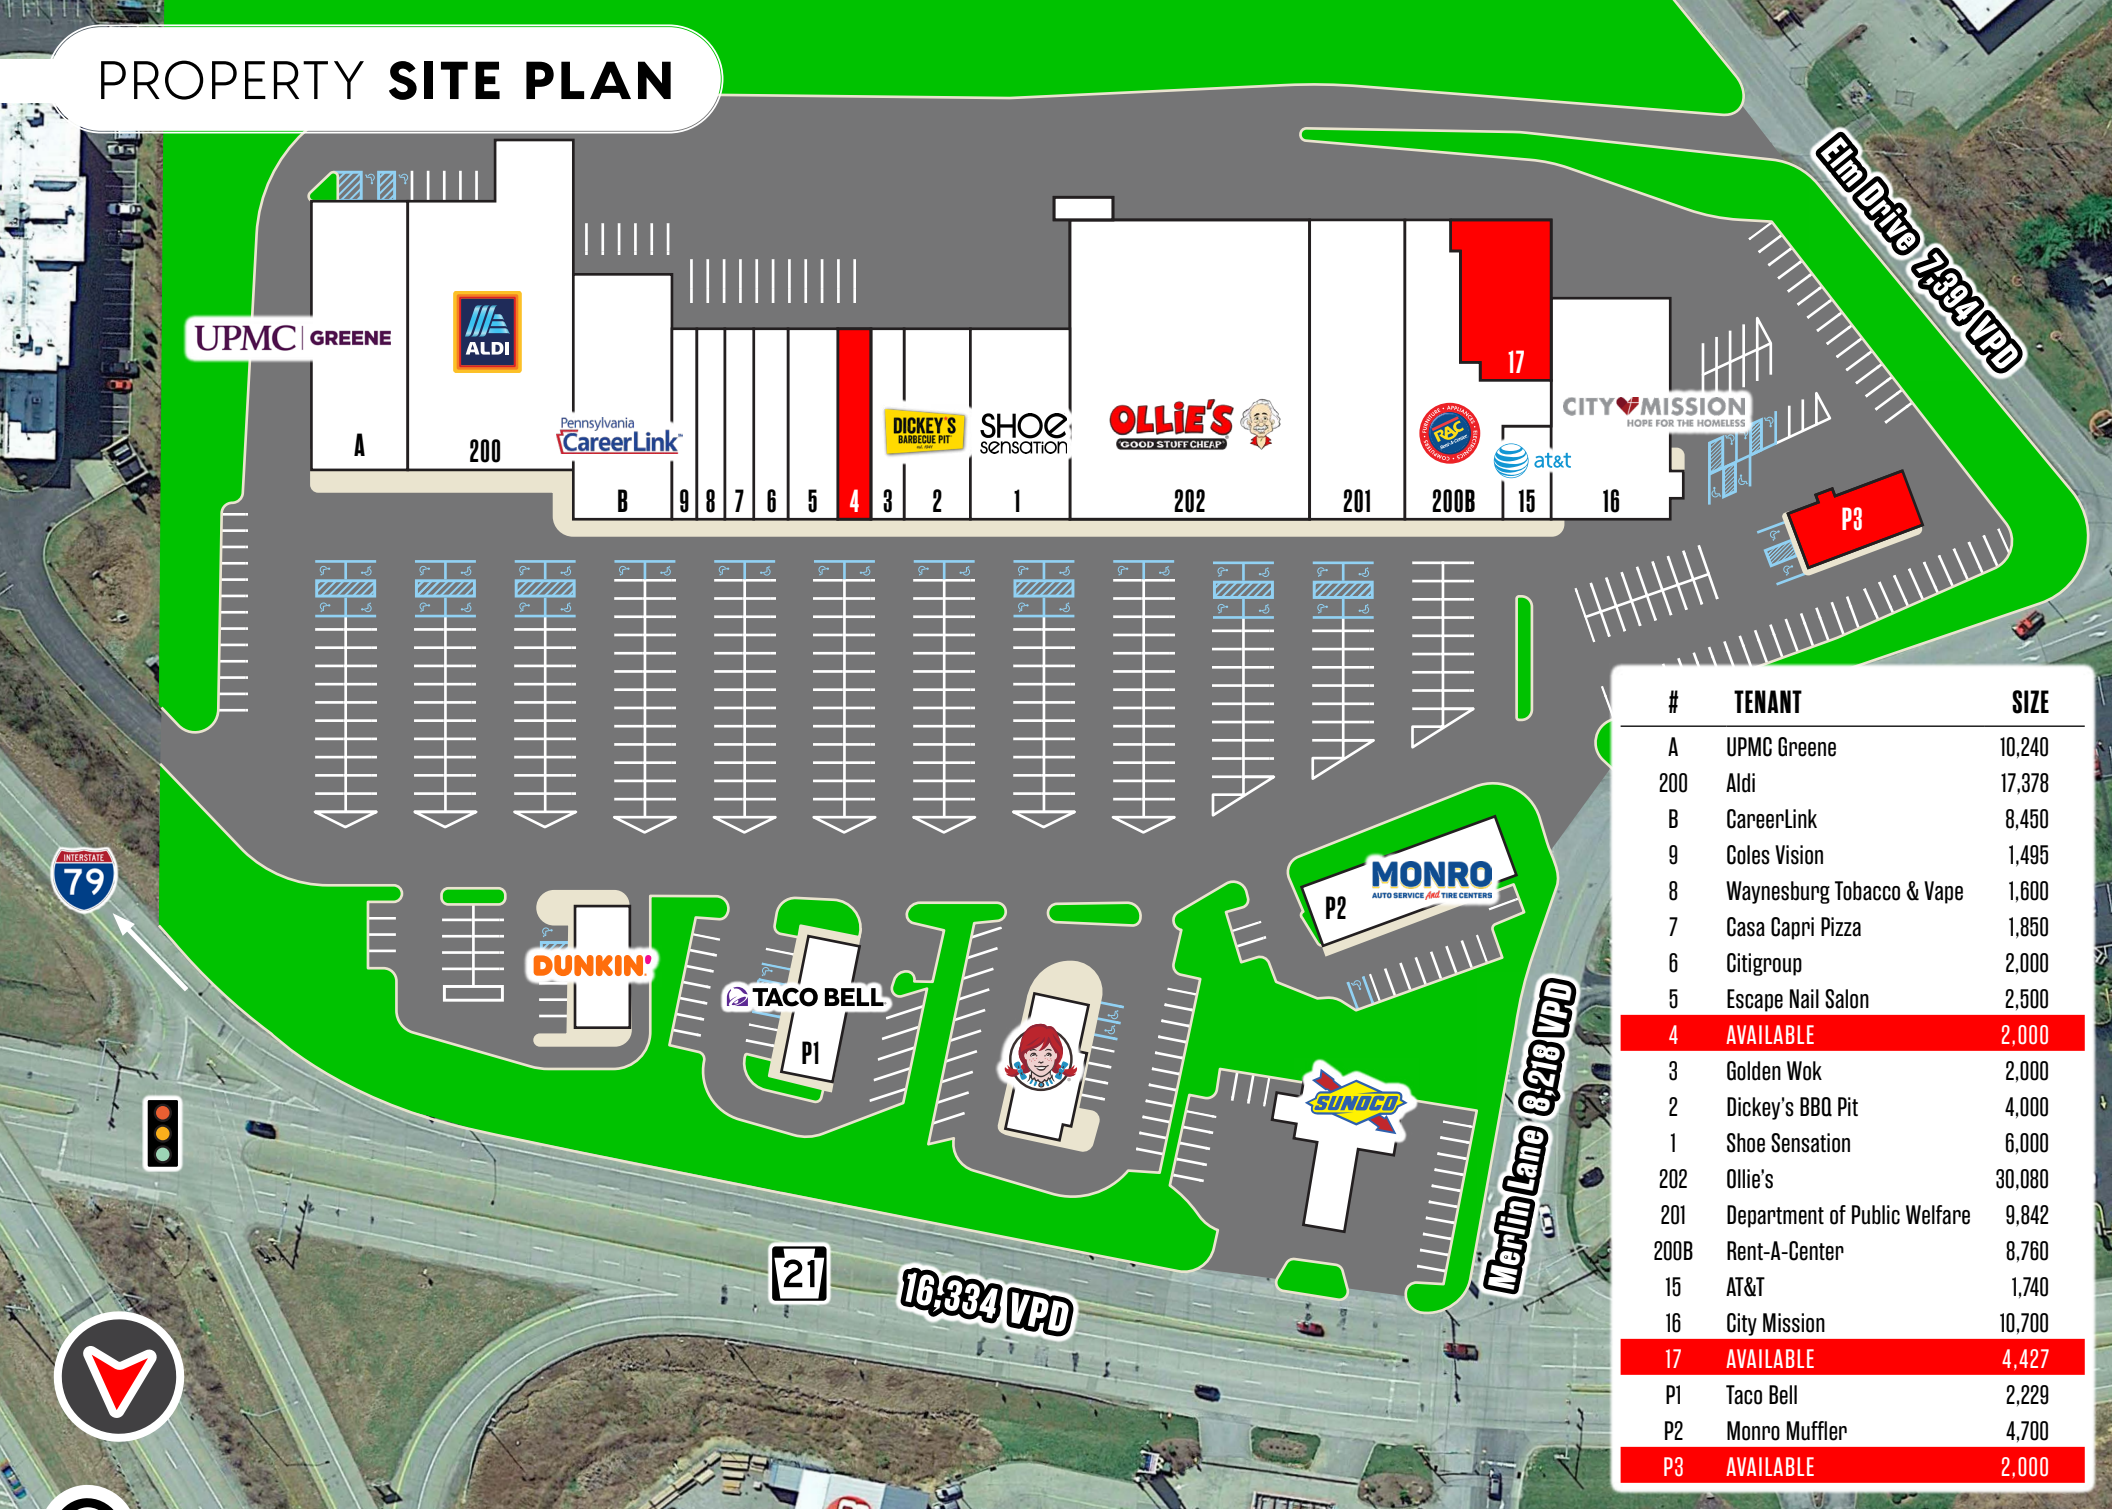 PROPERTY SITE PLAN
Elm Drive 7,394 VPD
UPMC | GREENE
A
ALDI
200
Pennsylvania
CareerLink
B
9
8
7
6
5
4
3
DICKEY'S
BARBECUE PIT
2
SHOE
sensation
1
OLLIE'S
GOOD STUFF CHEAP
202
201
RAC
200B
17
at&t
15
CITY MISSION
HOPE FOR THE HOMELESS
16
P3
INTERSTATE
79
DUNKIN'
TACO BELL
P1
P2
MONRO
AUTO SERVICE And TIRE CENTERS
SUNOCO
Merlin Lane 8,218 VPD
21
16,334 VPD
# TENANT SIZE
A UPMC Greene 10,240
200 Aldi 17,378
B CareerLink 8,450
9 Coles Vision 1,495
8 Waynesburg Tobacco & Vape 1,600
7 Casa Capri Pizza 1,850
6 Citigroup 2,000
5 Escape Nail Salon 2,500
4 AVAILABLE 2,000
3 Golden Wok 2,000
2 Dickey's BBQ Pit 4,000
1 Shoe Sensation 6,000
202 Ollie's 30,080
201 Department of Public Welfare 9,842
200B Rent-A-Center 8,760
15 AT&T 1,740
16 City Mission 10,700
17 AVAILABLE 4,427
P1 Taco Bell 2,229
P2 Monro Muffler 4,700
P3 AVAILABLE 2,000